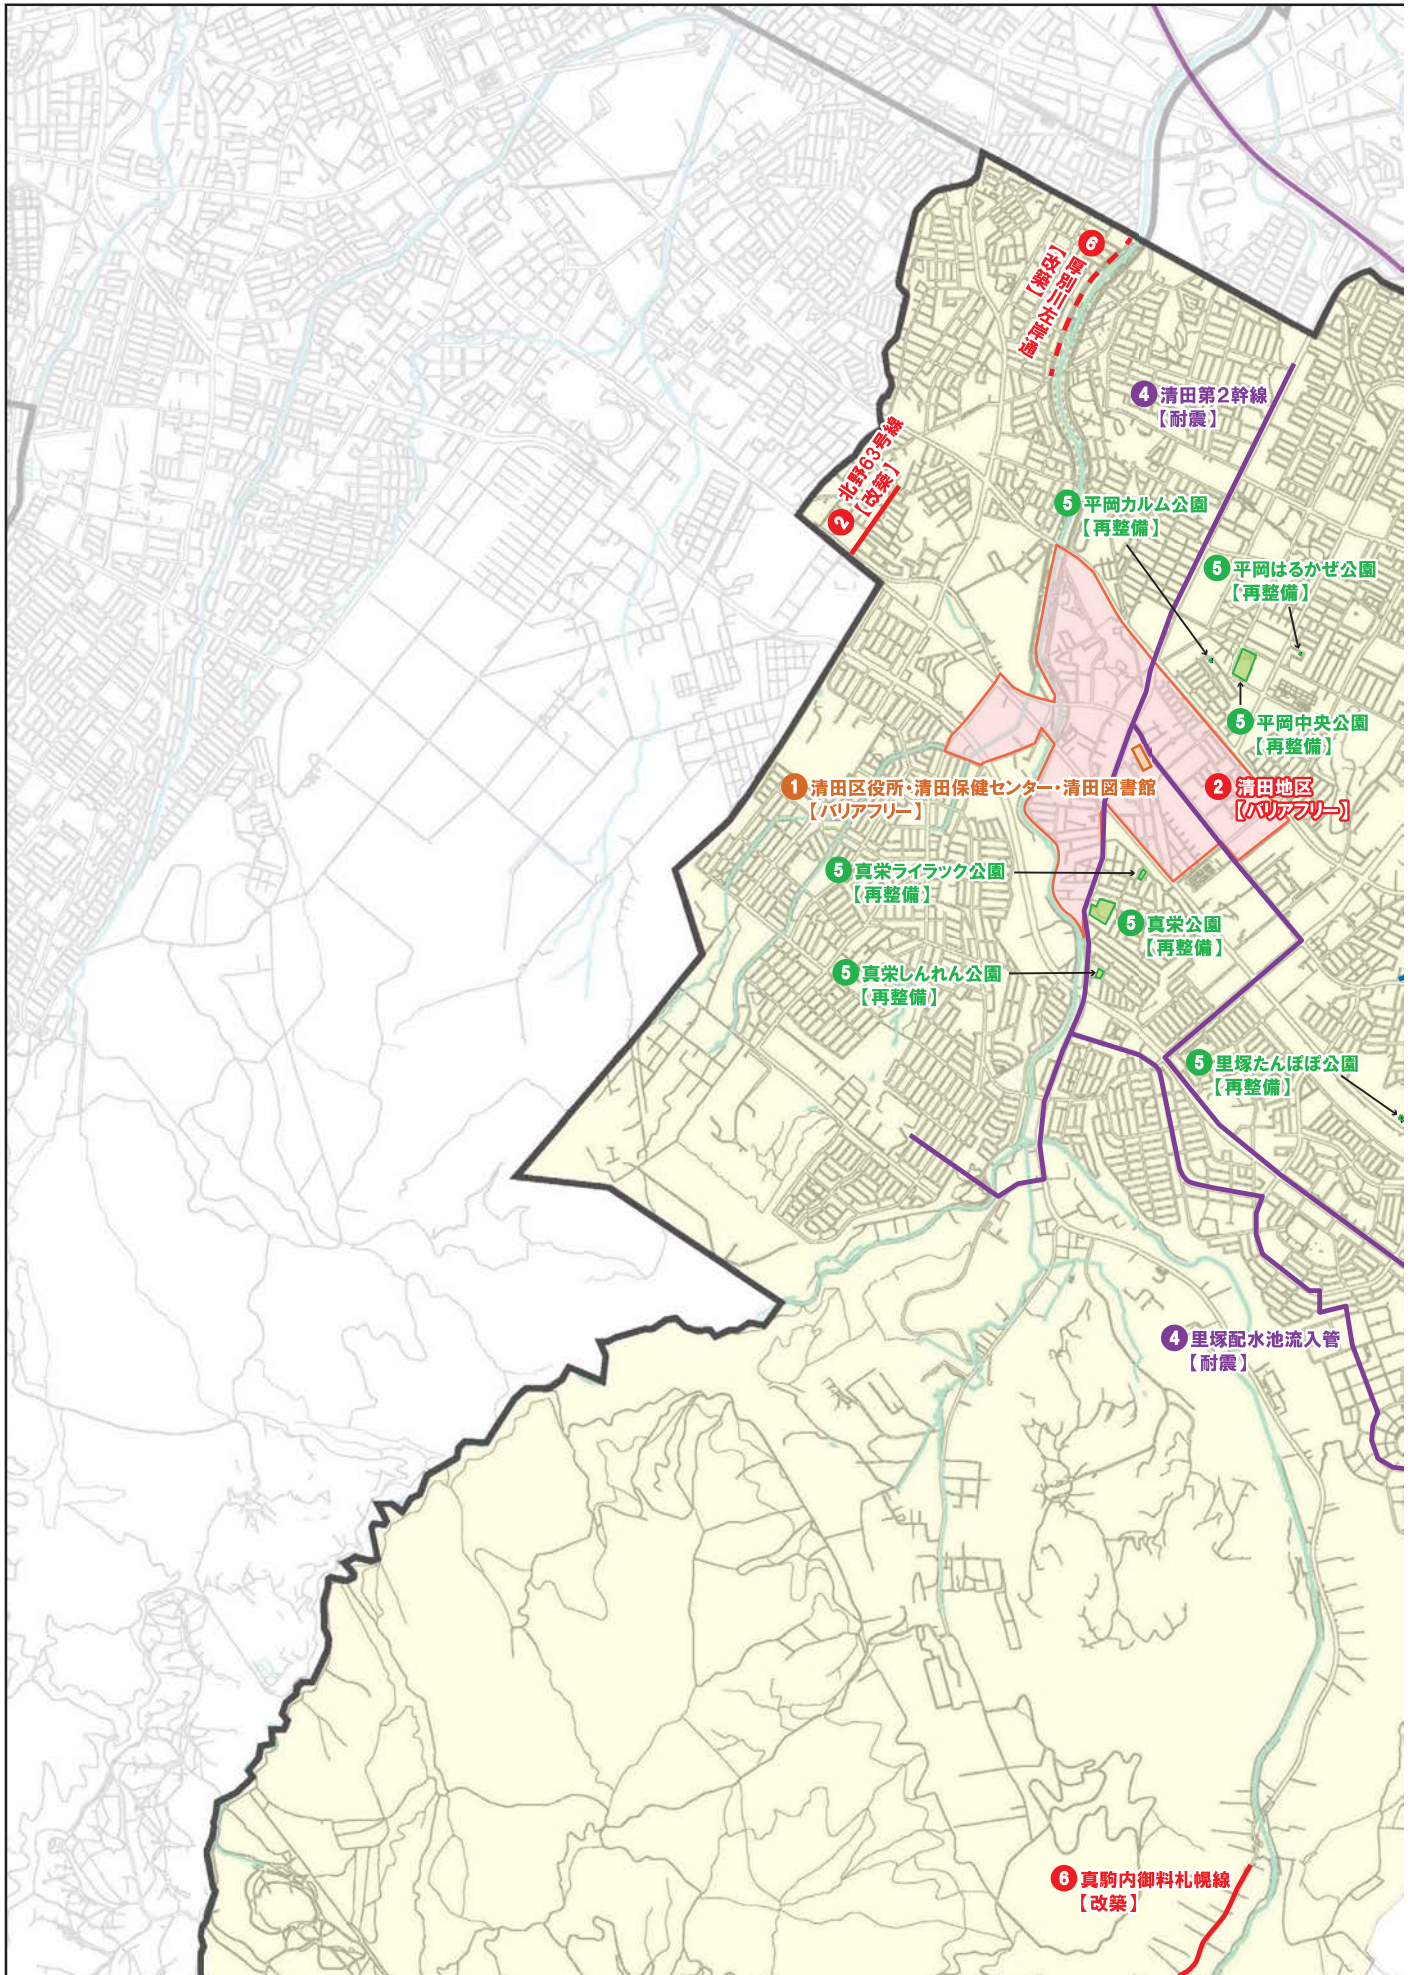 6 厚別川左岸通
【改築】
4 清田第2幹線
【耐震】
2 北野63号線
【改築】
5 平岡カルム公園
【再整備】
5 平岡はるかぜ公園
【再整備】
5 平岡中央公園
【再整備】
1 清田区役所・清田保健センター・清田図書館
【バリアフリー】
2 清田地区
【バリアフリー】
5 真栄ライラック公園
【再整備】
5 真栄公園
【再整備】
5 真栄しんれん公園
【再整備】
5 里塚たんぽぽ公園
【再整備】
4 里塚配水池流入管
【耐震】
6 真駒内御料札幌線
【改築】